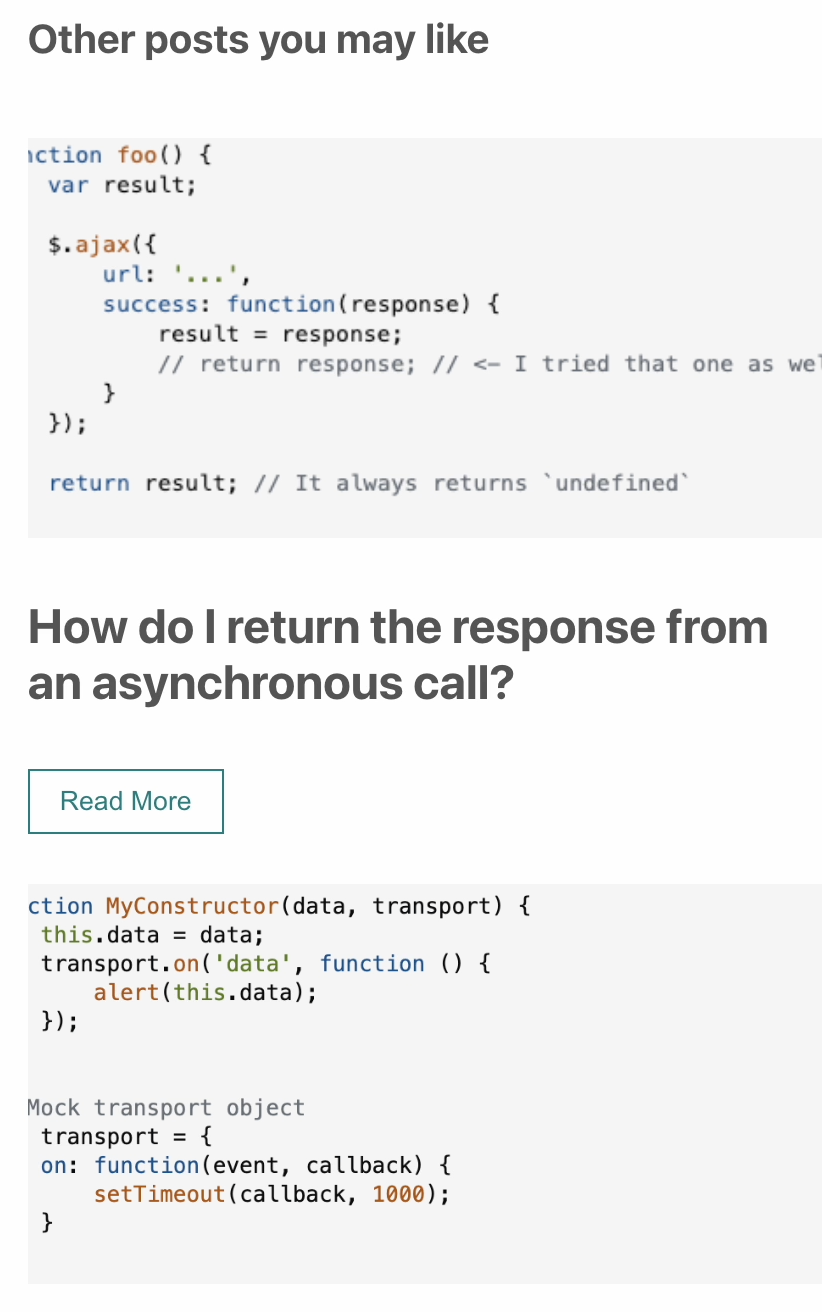 Other posts you may like
nction foo() {
var result;
$.ajax({
url: '...',
success: function(response) {
result = response;
// return response; // <– I tried that one as wel
}
});
return result; // It always returns `undefined`
How do I return the response from
an asynchronous call?
Read More
ction MyConstructor(data, transport) {
this.data = data;
transport.on('data', function () {
alert(this.data);
});
Mock transport object
transport = {
on: function(event, callback) {
setTimeout(callback, 1000);
}